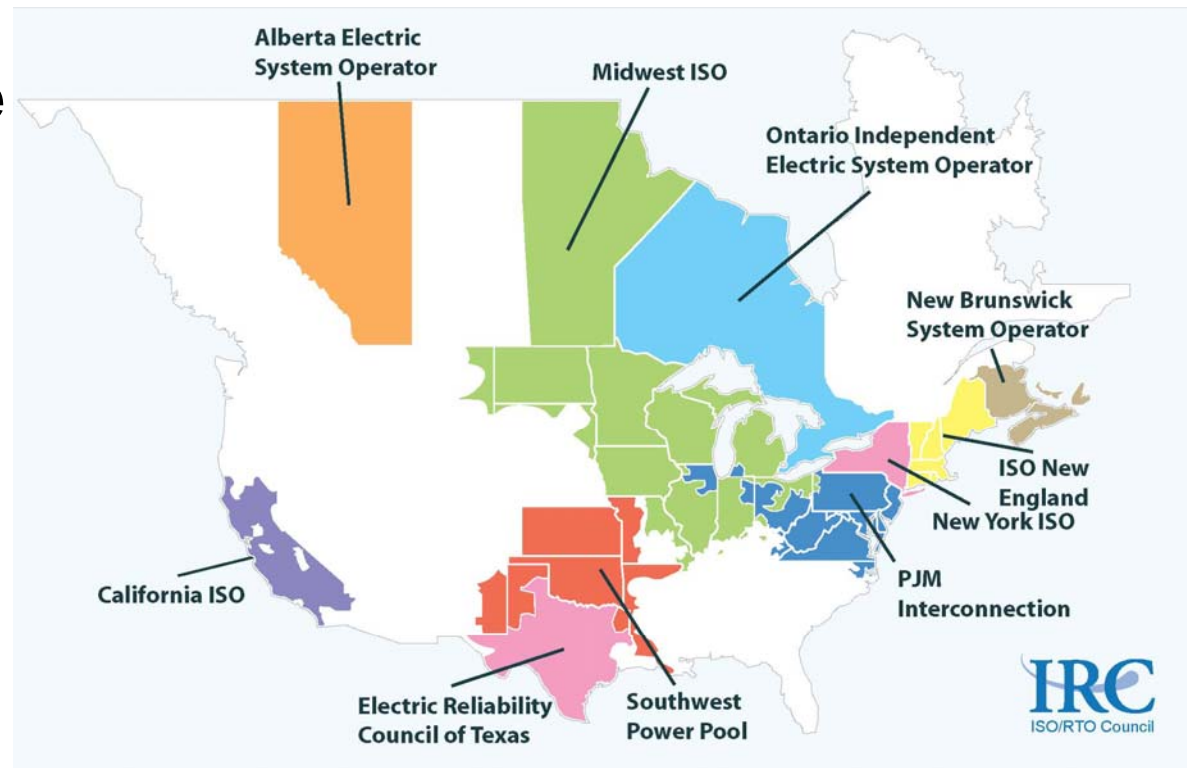 Alberta Electric
System Operator
Midwest ISO
e
Ontario Independent
Electric System Operator
New Brunswick
System Operator
ISO New
England
New York ISO
California ISO
PJM
Interconnection
Electric Reliability
Council of Texas
Southwest
Power Pool
IRC
ISO/RTO Council